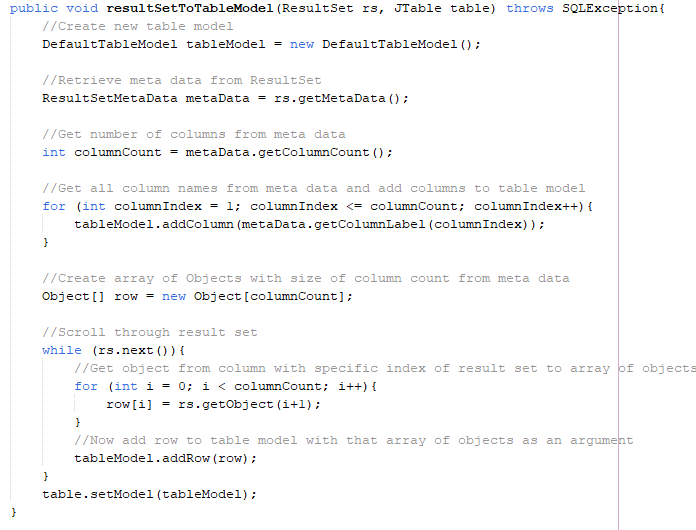 public void resultSetToTableModel(ResultSet rs, JTable table) throws SQLException{
//Create new table model
DefaultTableModel tableModel = new DefaultTableModel();
//Retrieve meta data from ResultSet
ResultSetMetaData metaData = rs.getMetaData();
//Get number of columns from meta data
int columnCount = metaData.getColumnCount();
//Get all column names from meta data and add columns to table model
for (int columnIndex = 1; columnIndex <= columnCount; columnIndex++){
tableModel.addColumn(metaData.getColumnLabel(columnIndex));
}
//Create array of Objects with size of column count from meta data
Object[] row = new Object[columnCount];
//Scroll through result set
while (rs.next()){
//Get object from column with specific index of result set to array of objects
for (int i = 0; i < columnCount; i++){
row[i] = rs.getObject(i+1);
}
//Now add row to table model with that array of objects as an argument
tableModel.addRow(row);
}
table.setModel(tableModel);
}